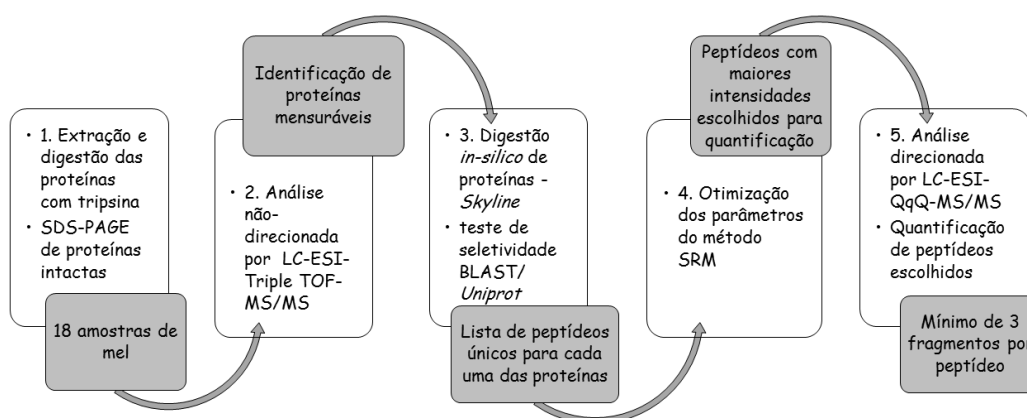 • 1. Extração e
digestão das
proteínas
com tripsina
• SDS-PAGE
de proteínas
intactas
18 amostras de
mel
Identificação de
proteínas
mensuráveis
• 2. Análise
não-
direcionada
por LC-ESI-
Triple TOF-
MS/MS
• 3. Digestão
in-silico de
proteínas -
Skyline
• teste de
seletividade
BLAST/
Uniprot
Lista de peptídeos
únicos para cada
uma das proteínas
Peptídeos com
maiores
intensidades
escolhidos para
quantificação
• 4. Otimização
dos parâmetros
do método
SRM
• 5. Análise
direcionada
por LC-ESI-
QqQ-MS/MS
• Quantificação
de peptídeos
escolhidos
Mínimo de 3
fragmentos por
peptídeo